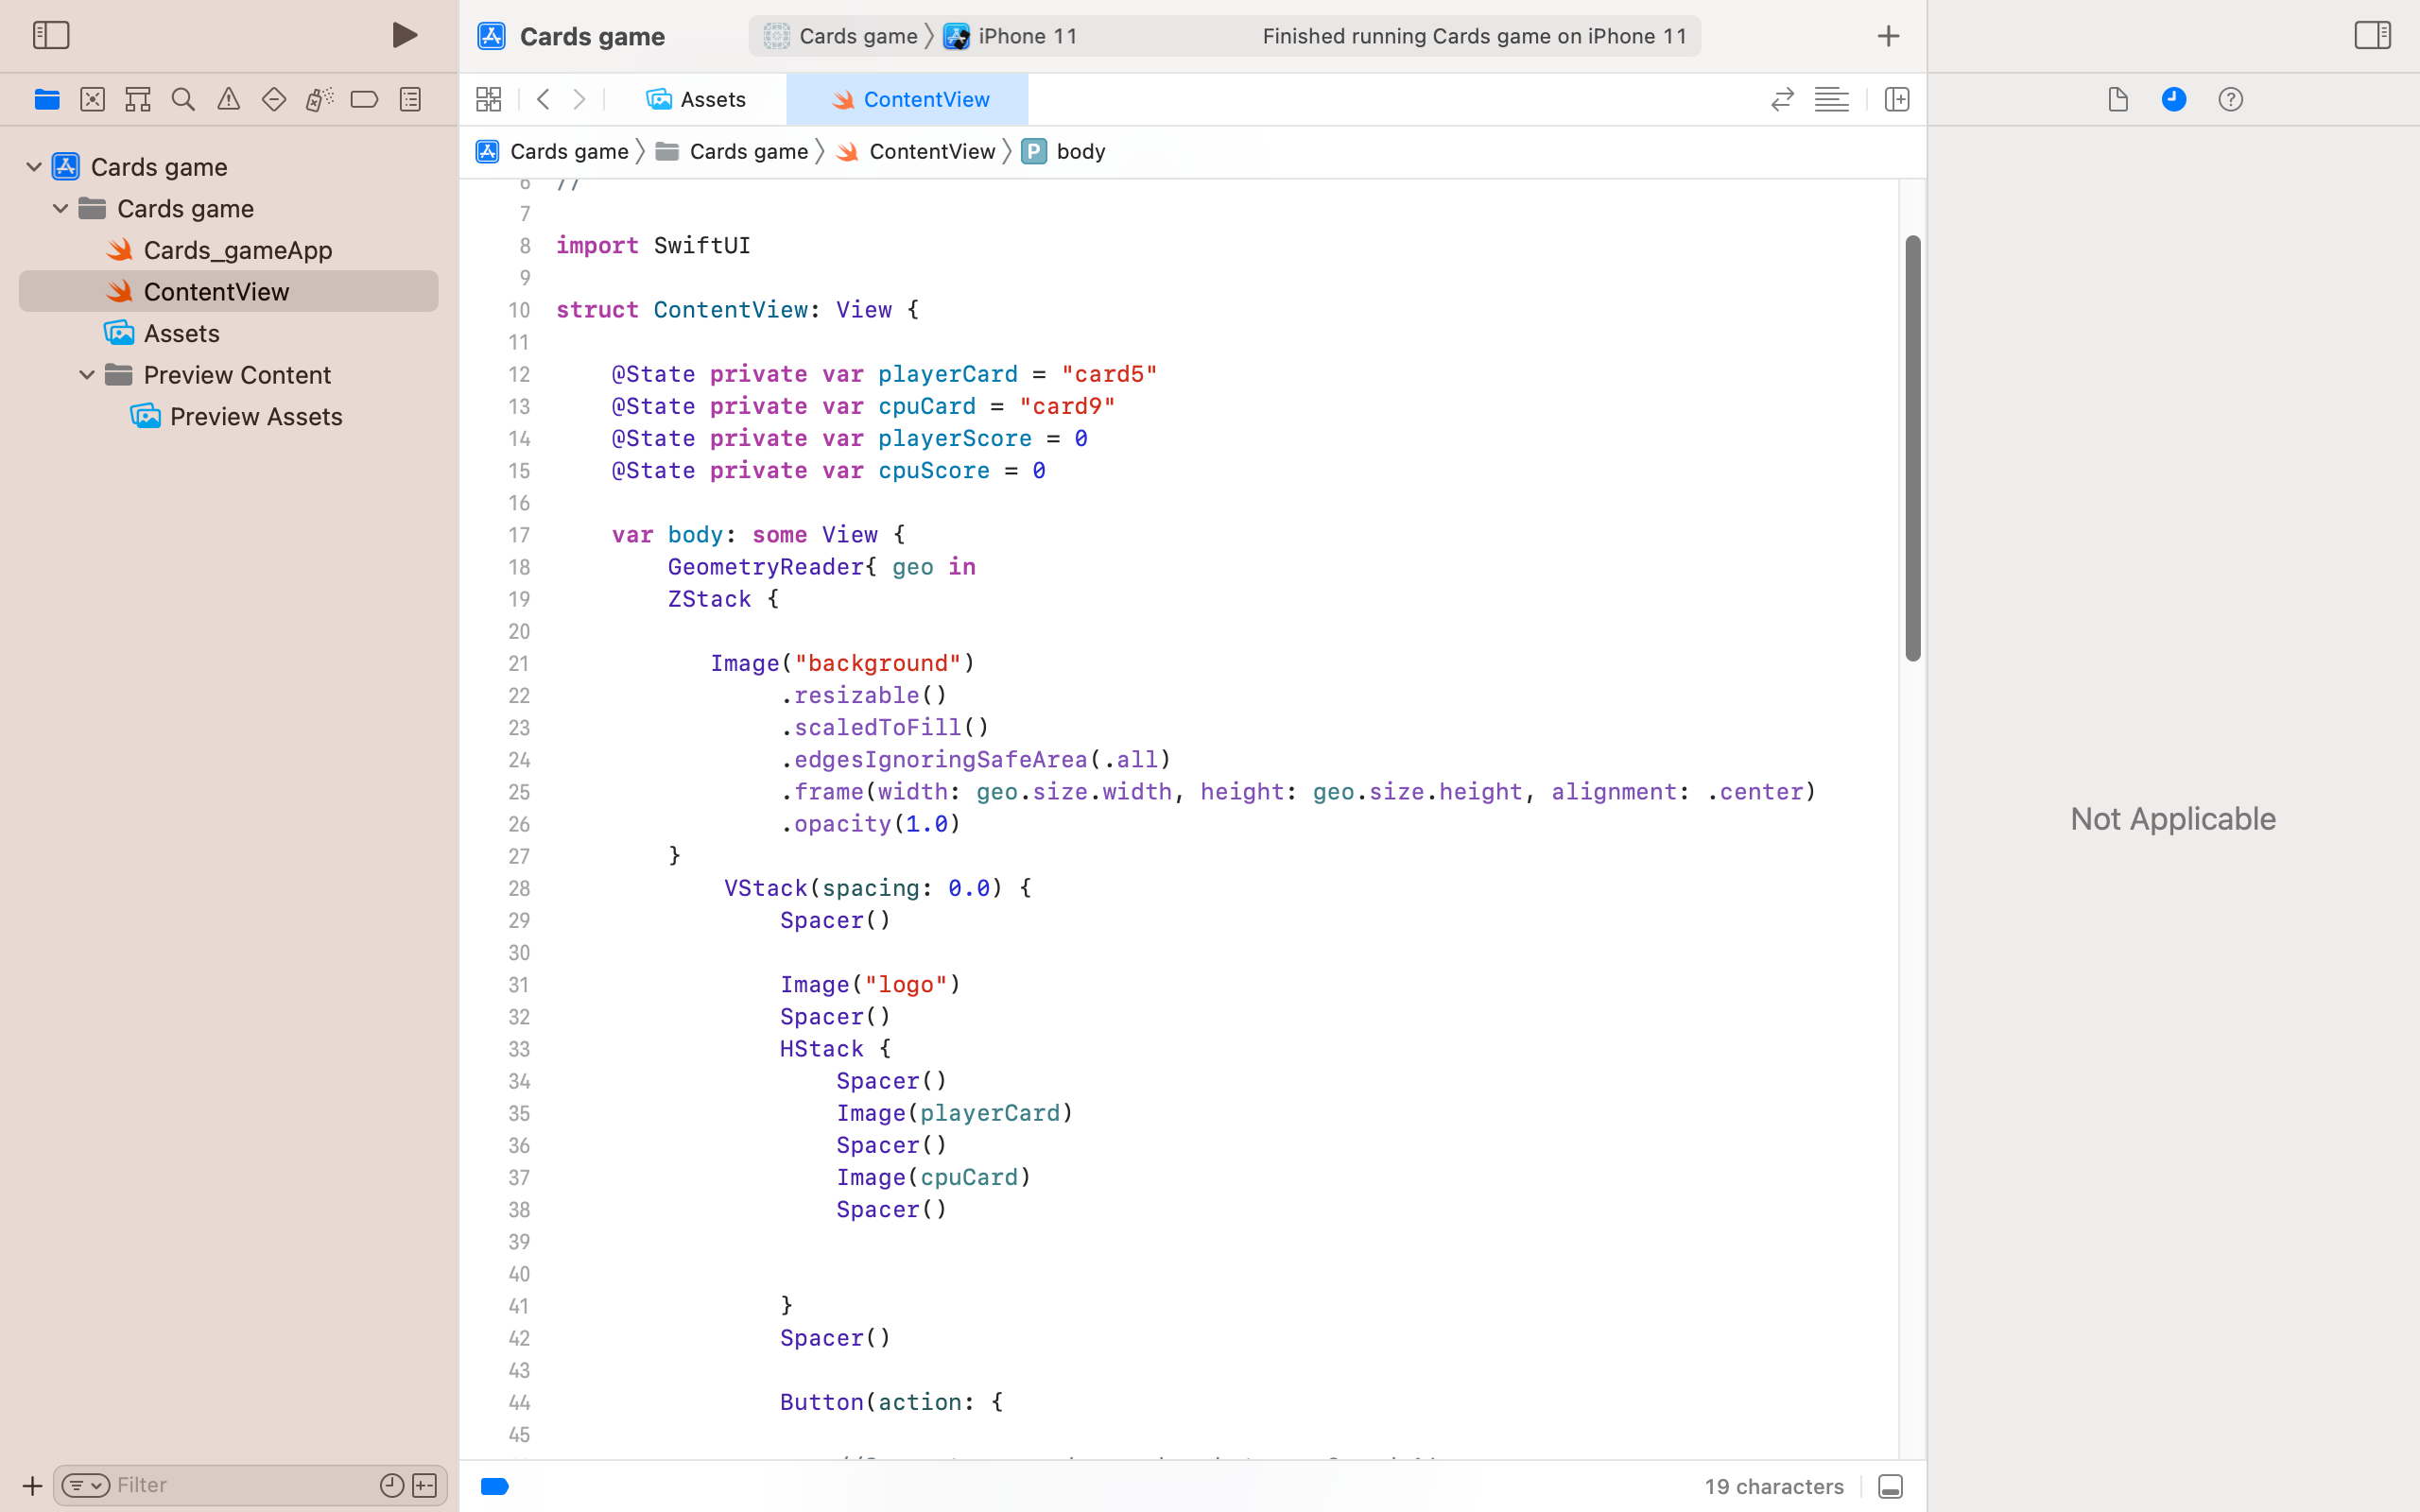 Cards game
Cards game
iPhone 11
Finished running Cards game on iPhone 11
Assets
ContentView
Cards game
Cards game
ContentView
P
body
Cards game
Cards game
Cards_gameApp
ContentView
Assets
Preview Content
Preview Assets
6 //
7
8 import SwiftUI
9
10 struct ContentView: View {
11
12 @State private var playerCard = "card5"
13 @State private var cpuCard = "card9"
14 @State private var playerScore = 0
15 @State private var cpuScore = 0
16
17 var body: some View {
18 GeometryReader{ geo in
19 ZStack {
20
21 Image("background")
22 .resizable()
23 .scaledToFill()
24 .edgesIgnoringSafeArea(.all)
25 .frame(width: geo.size.width, height: geo.size.height, alignment: .center)
26 .opacity(1.0)
27 }
28 VStack(spacing: 0.0) {
29 Spacer()
30
31 Image("logo")
32 Spacer()
33 HStack {
34 Spacer()
35 Image(playerCard)
36 Spacer()
37 Image(cpuCard)
38 Spacer()
39
40
41 }
42 Spacer()
43
44 Button(action: {
45
Not Applicable
Filter
19 characters